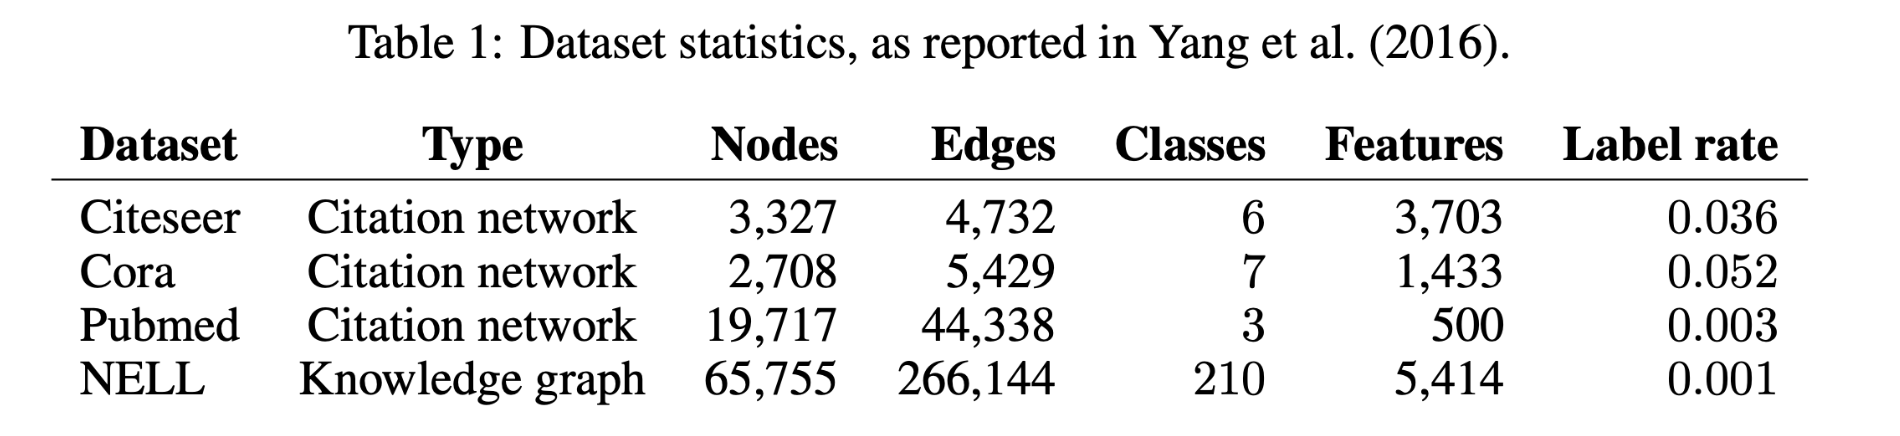 Table 1: Dataset statistics, as reported in Yang et al. (2016).
Dataset Type Nodes Edges Classes Features Label rate
Citeseer Citation network 3,327 4,732 6 3,703 0.036
Cora Citation network 2,708 5,429 7 1,433 0.052
Pubmed Citation network 19,717 44,338 3 500 0.003
NELL Knowledge graph 65,755 266,144 210 5,414 0.001